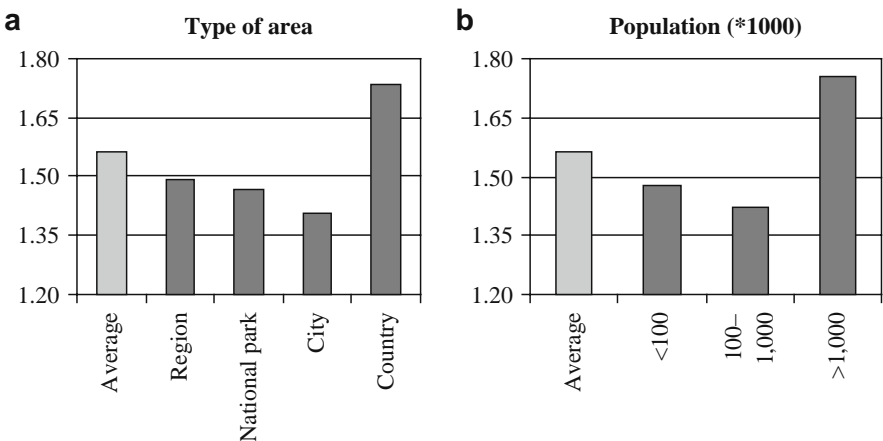 a
Type of area
1.80
1.65
1.50
1.35
1.20
Average
Region
National park
City
Country
b
Population (*1000)
1.80
1.65
1.50
1.35
1.20
Average
<100
100–
1,000
>1,000